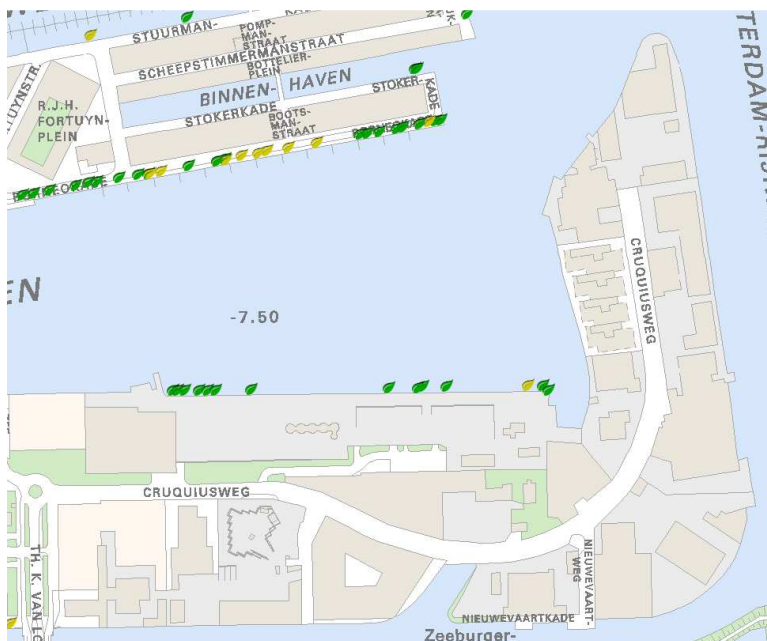 STUURMAN-
POMP-
MAN-
STRAAT
SCHEEPSTIMMERMANSTRAAT
BOTTELIER-
PLEIN
BINNEN- HAVEN
STOKER-
KADE
R.J.H.
FORTUYN-
PLEIN
STOKERKADE
BOOTS-
MAN-
STRAAT
TERDAM-RIJN
EN
-7.50
CRUQUIUSWEG
CRUQUIUSWEG
TH. K. VAN LO
NIEUWEVAART-
WEG
NIEUWEVAARTKADE
Zeeburger-